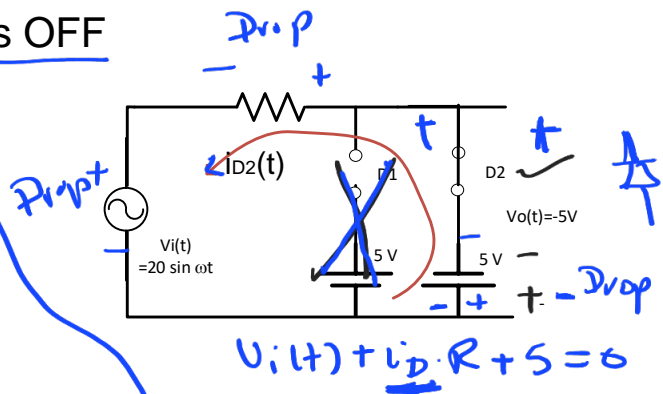 s OFF
Drop
- +
iD2(t)
t
+
D1
D2
Drop+
-
Vo(t)=-5V
Vi(t)
=20 sin ωt
-
5 V
5 V
-
- +
+ - Drop
Vi(t) + iD·R + 5 = 0